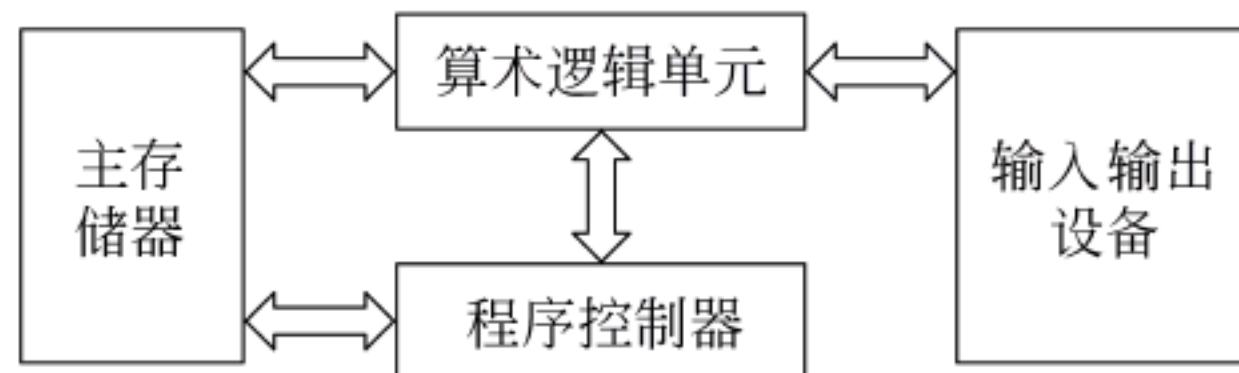 主存
储器
算术逻辑单元
程序控制器
输入输出
设备